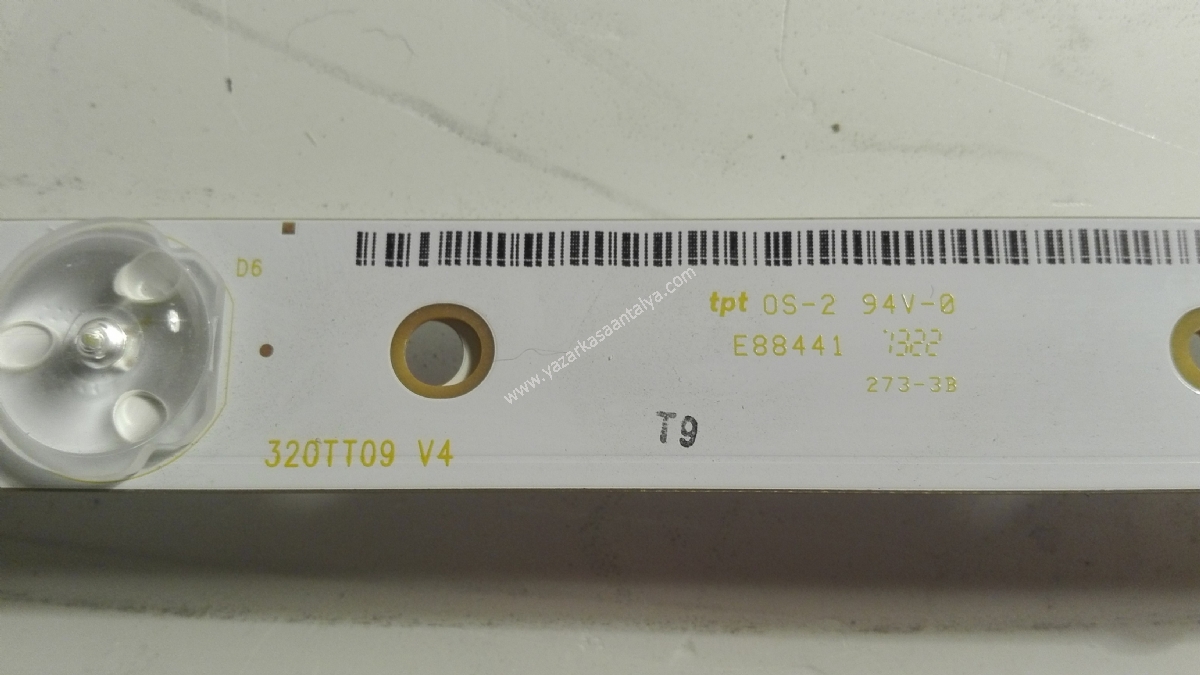 D6
tpt OS-2 94V-0
E88441 1322
273-3B
T9
320TT09 V4
www.yazarkasaantalya.com